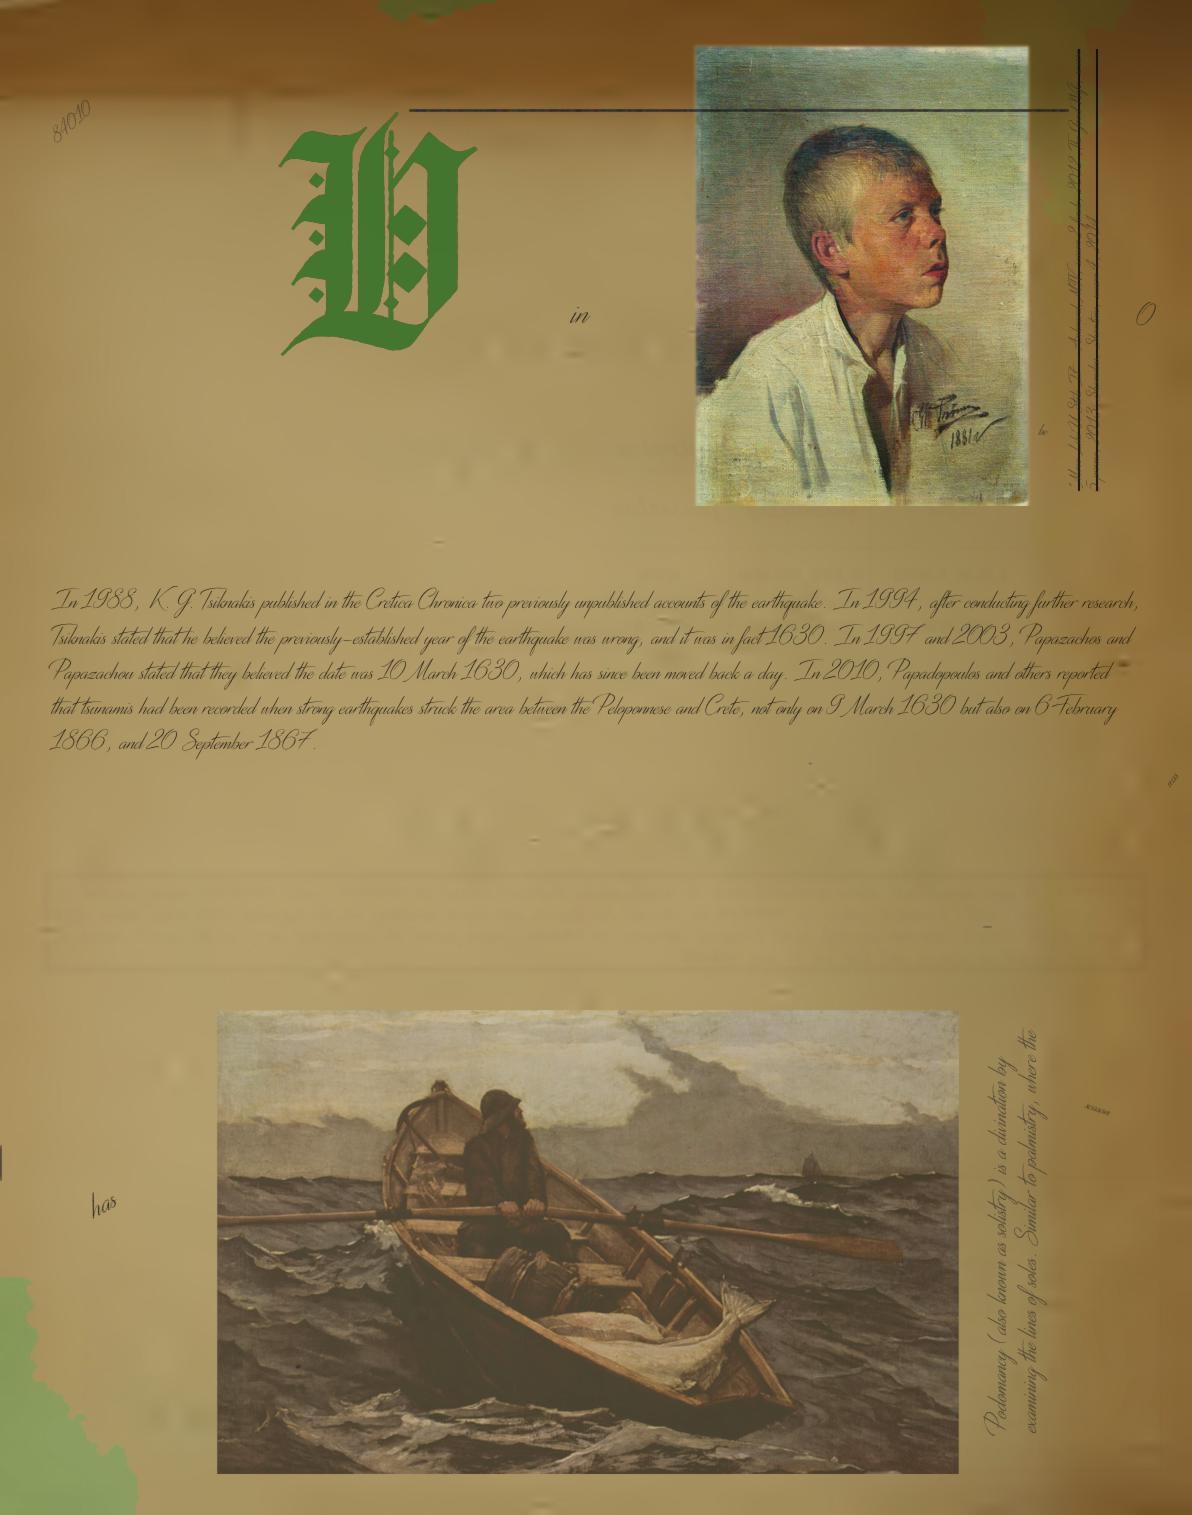 84010
in
O
1881
In 1988, K. G. Tsiknakis published in the Cretica Chronica two previously unpublished accounts of the earthquake. In 1994, after conducting further research,
Tsiknakis stated that he believed the previously-established year of the earthquake was wrong, and it was in fact 1630. In 1997 and 2003, Papazachos and
Papazachou stated that they believed the date was 10 March 1630, which has since been moved back a day. In 2010, Papadopoulos and others reported
that tsunamis had been recorded when strong earthquakes struck the area between the Peloponnese and Crete, not only on 9 March 1630 but also on 6 February
1866, and 20 September 1867.
has
Podomancy (also known as solistry) is a divination by
examining the lines of soles. Similar to palmistry, where the